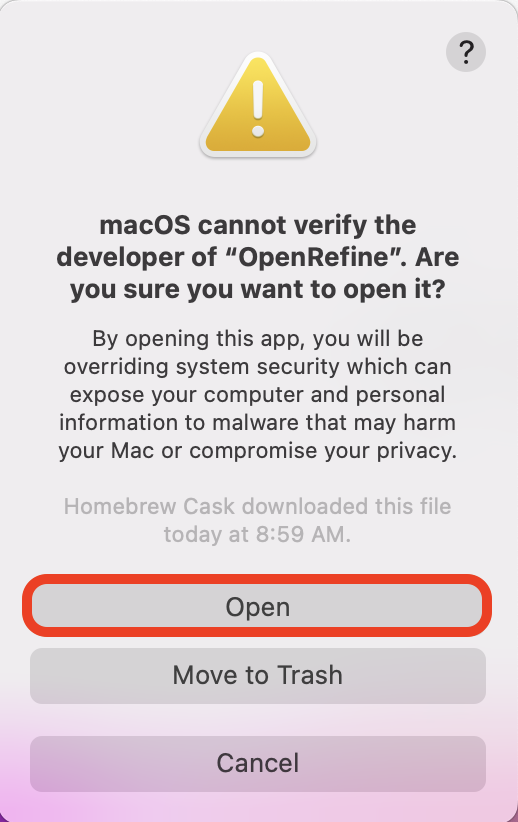 ?
macOS cannot verify the
developer of “OpenRefine”. Are
you sure you want to open it?
By opening this app, you will be
overriding system security which can
expose your computer and personal
information to malware that may harm
your Mac or compromise your privacy.
Homebrew Cask downloaded this file
today at 8:59 AM.
Open
Move to Trash
Cancel